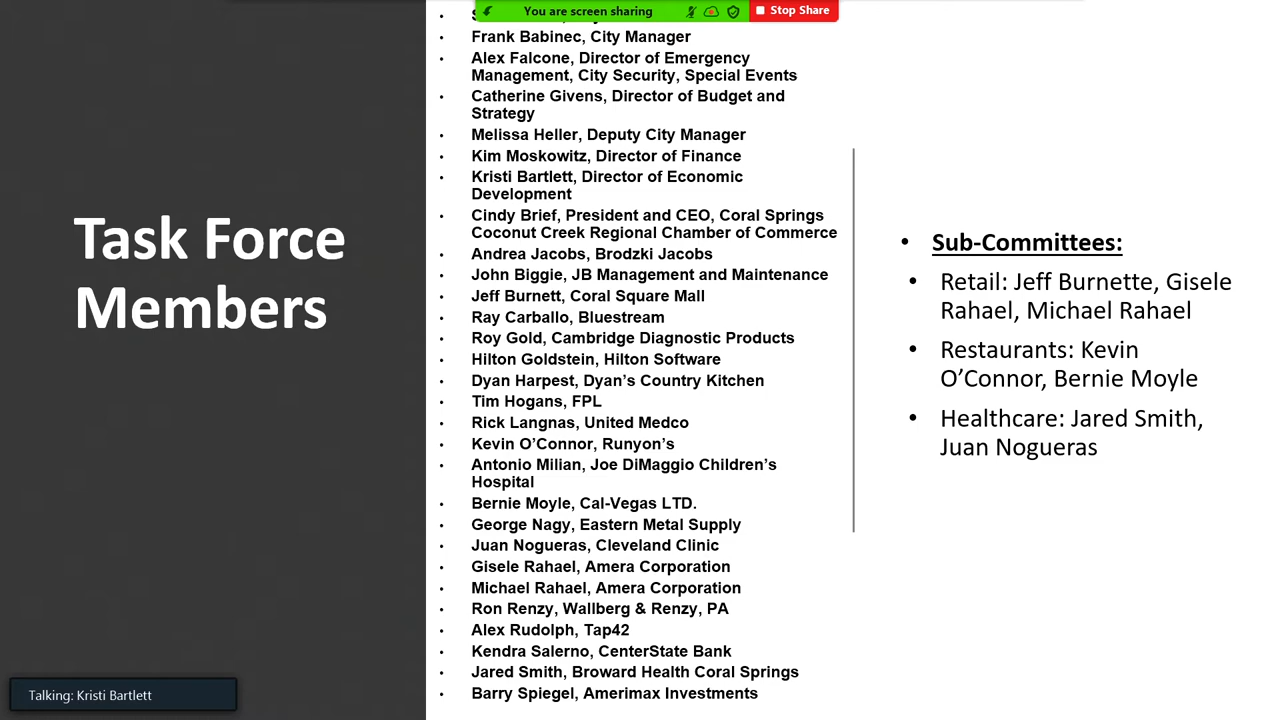 You are screen sharing
Stop Share
Task Force
Members
Frank Babinec, City Manager
Alex Falcone, Director of Emergency
Management, City Security, Special Events
Catherine Givens, Director of Budget and
Strategy
Melissa Heller, Deputy City Manager
Kim Moskowitz, Director of Finance
Kristi Bartlett, Director of Economic
Development
Cindy Brief, President and CEO, Coral Springs
Coconut Creek Regional Chamber of Commerce
Andrea Jacobs, Brodzki Jacobs
John Biggie, JB Management and Maintenance
Jeff Burnett, Coral Square Mall
Ray Carballo, Bluestream
Roy Gold, Cambridge Diagnostic Products
Hilton Goldstein, Hilton Software
Dyan Harpest, Dyan’s Country Kitchen
Tim Hogans, FPL
Rick Langnas, United Medco
Kevin O’Connor, Runyon’s
Antonio Milian, Joe DiMaggio Children’s
Hospital
Bernie Moyle, Cal-Vegas LTD.
George Nagy, Eastern Metal Supply
Juan Nogueras, Cleveland Clinic
Gisele Rahael, Amera Corporation
Michael Rahael, Amera Corporation
Ron Renzy, Wallberg & Renzy, PA
Alex Rudolph, Tap42
Kendra Salerno, CenterState Bank
Jared Smith, Broward Health Coral Springs
Barry Spiegel, Amerimax Investments
Sub-Committees:
Retail: Jeff Burnette, Gisele
Rahael, Michael Rahael
Restaurants: Kevin
O’Connor, Bernie Moyle
Healthcare: Jared Smith,
Juan Nogueras
Talking: Kristi Bartlett